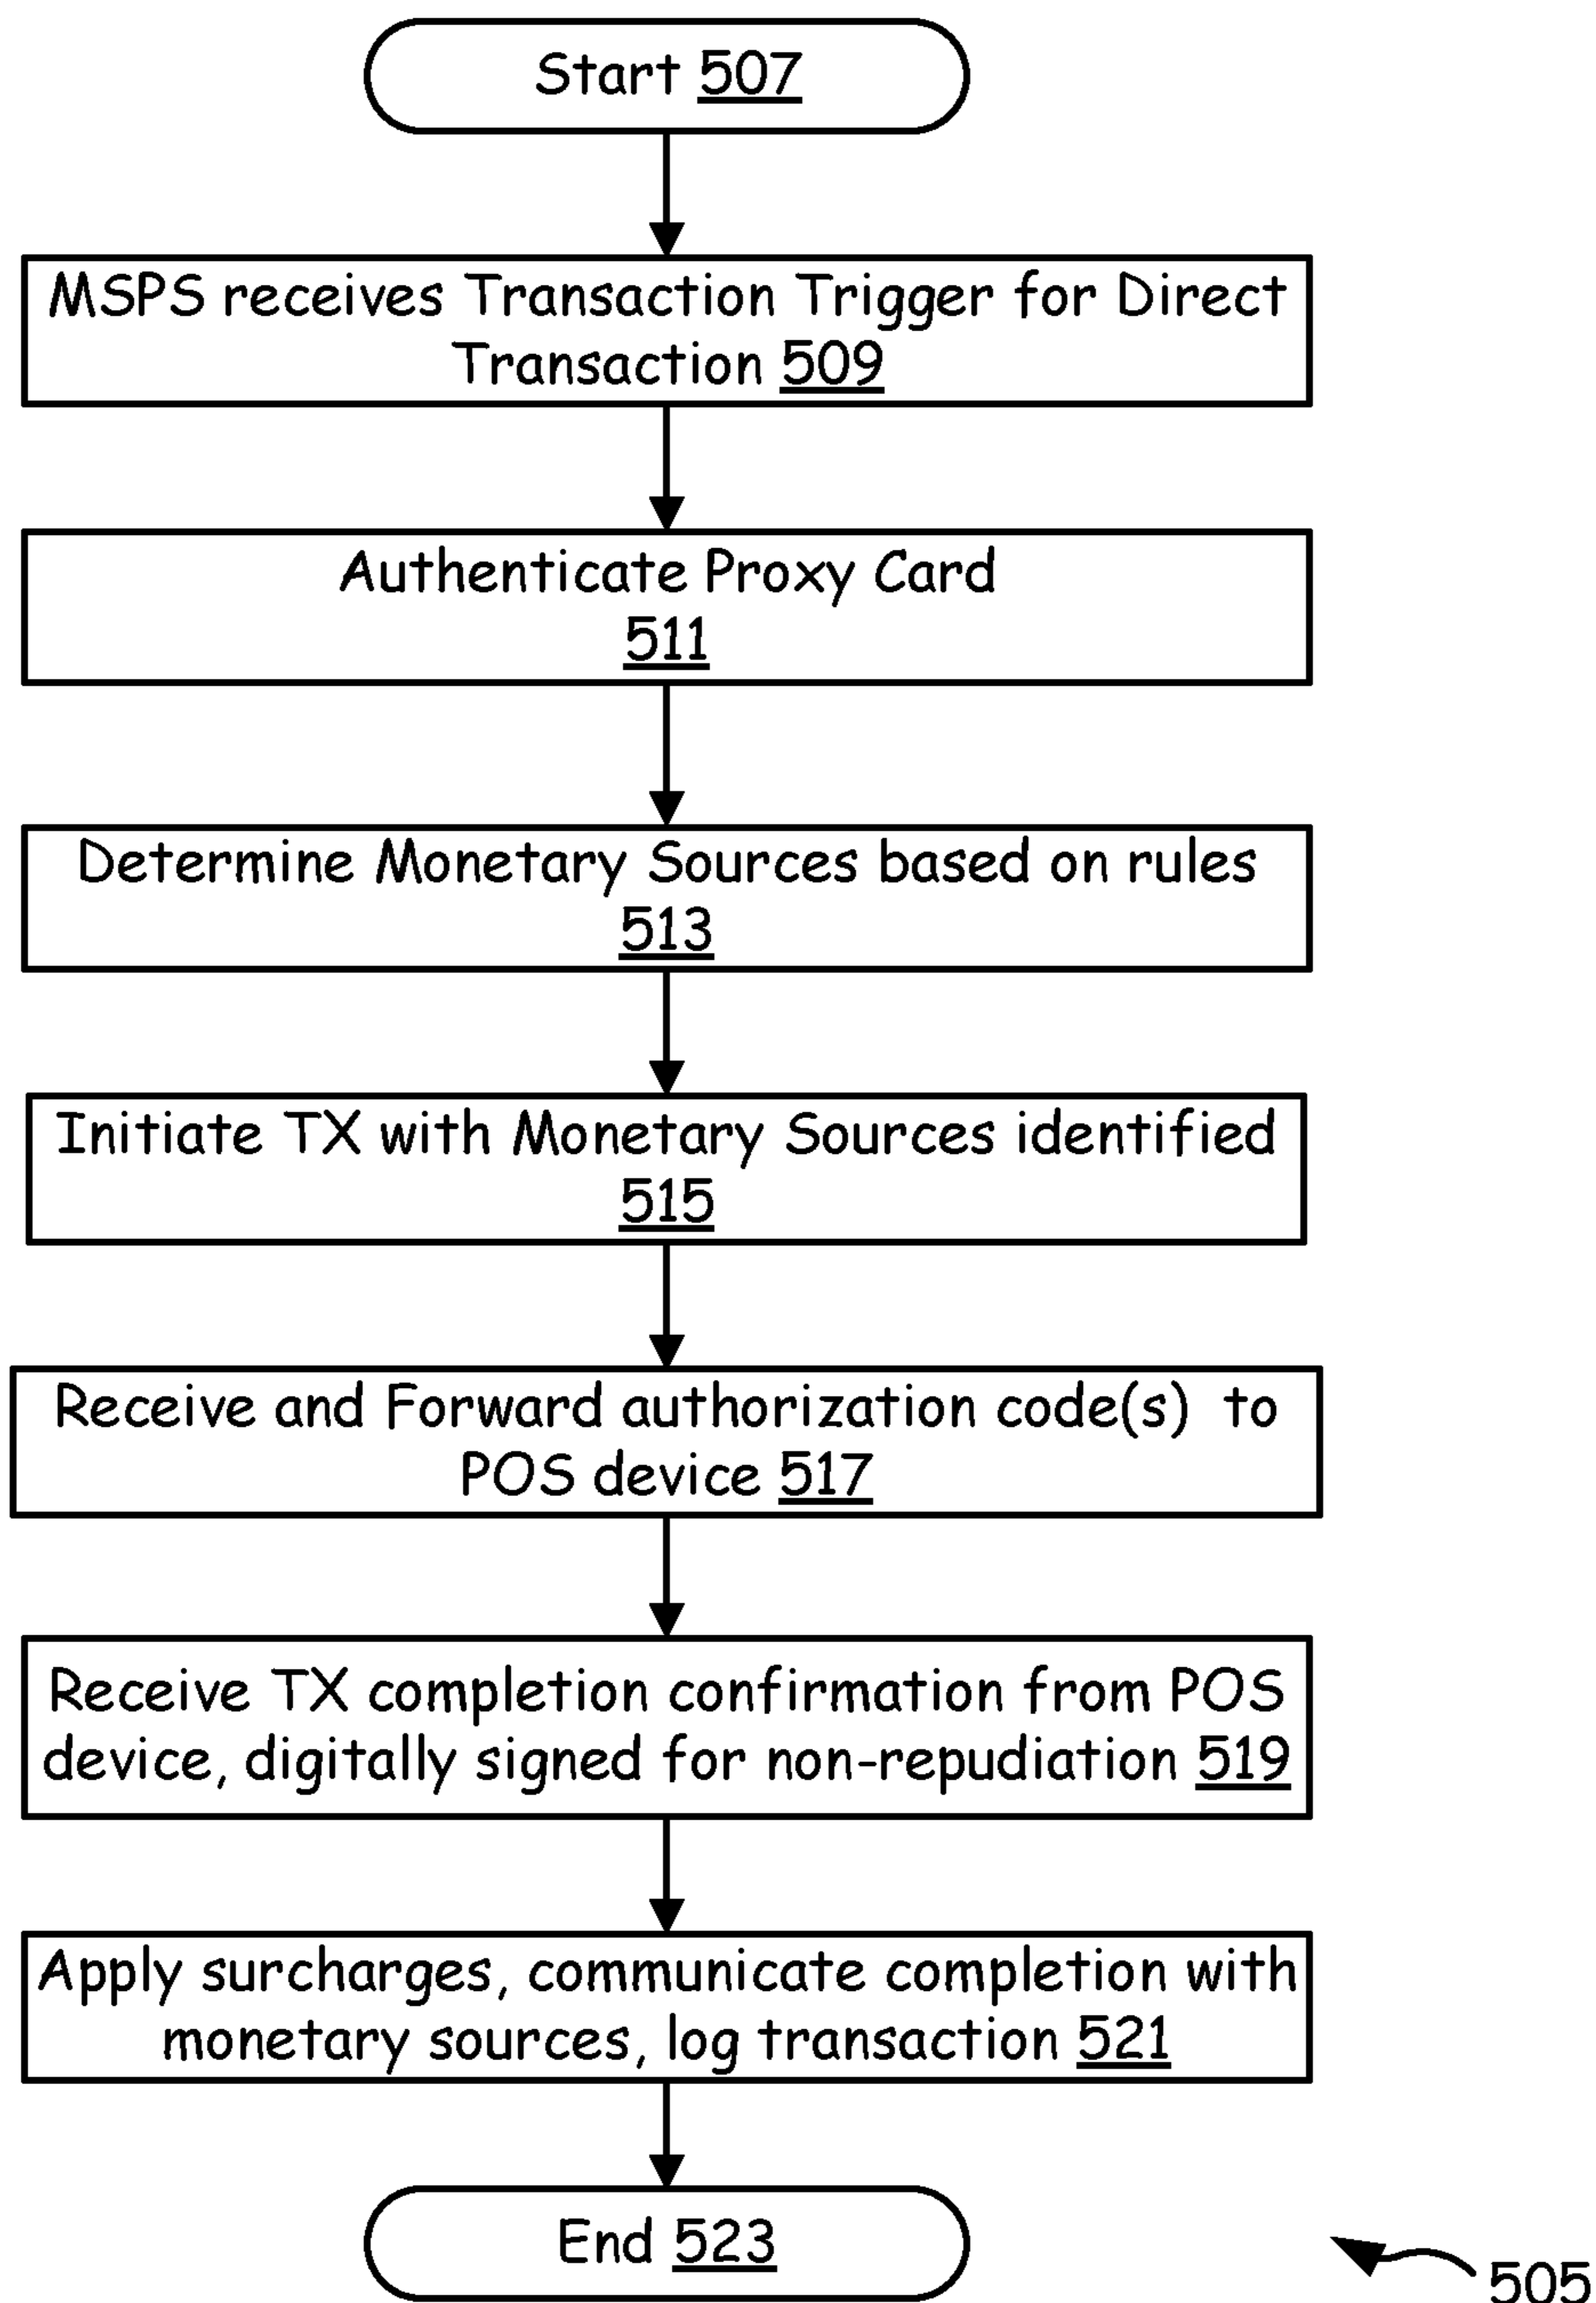 Start 507
MSPS receives Transaction Trigger for Direct
Transaction 509
Authenticate Proxy Card
511
Determine Monetary Sources based on rules
513
Initiate TX with Monetary Sources identified
515
Receive and Forward authorization code(s) to
POS device 517
Receive TX completion confirmation from POS
device, digitally signed for non-repudiation 519
Apply surcharges, communicate completion with
monetary sources, log transaction 521
End 523
505